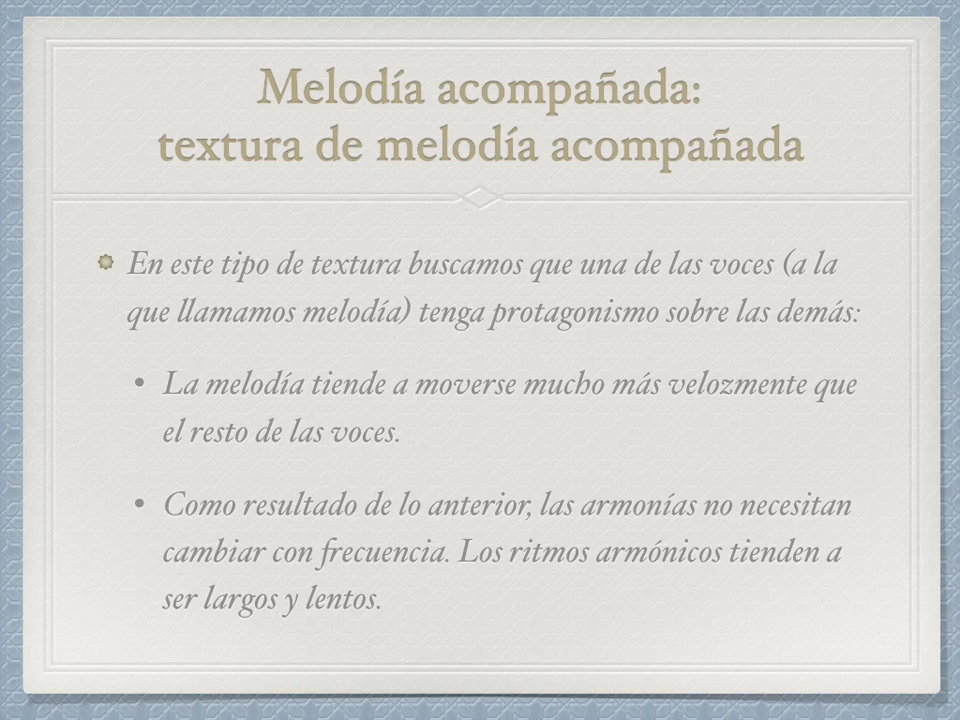 Melodía acompañada:
textura de melodía acompañada
En este tipo de textura buscamos que una de las voces (a la
que llamamos melodía) tenga protagonismo sobre las demás:
• La melodía tiende a moverse mucho más velozmente que
el resto de las voces.
• Como resultado de lo anterior, las armonías no necesitan
cambiar con frecuencia. Los ritmos armónicos tienden a
ser largos y lentos.